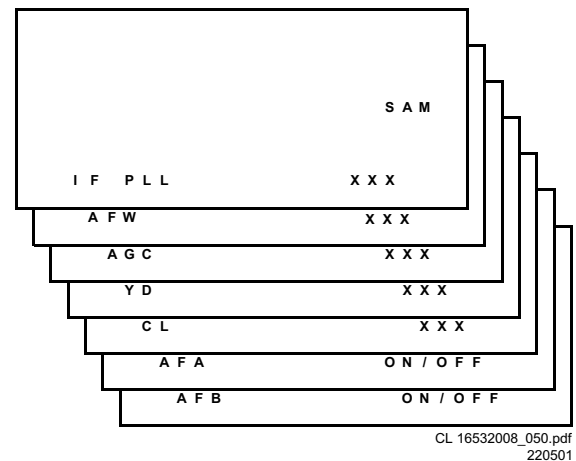 SAM
IF PLL XXX
AFW XXX
AGC XXX
YD XXX
CL XXX
AFA ON/OFF
AFB ON/OFF
CL 16532008_050.pdf
220501